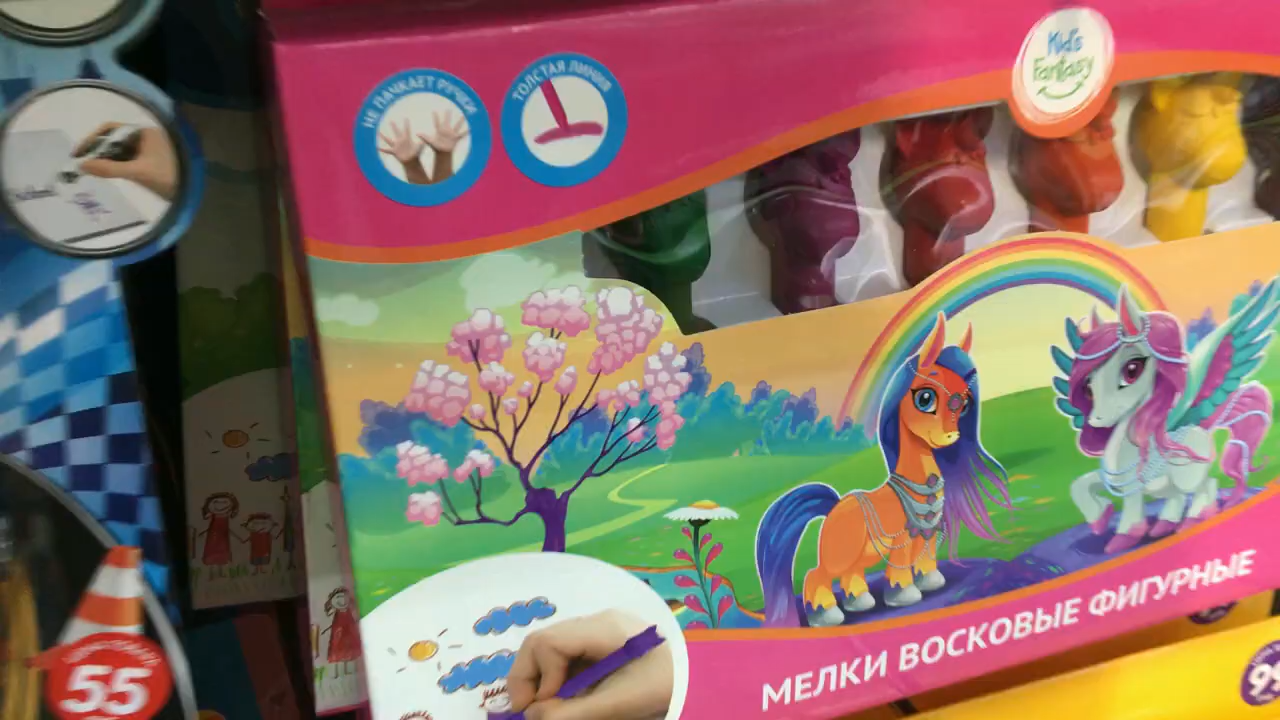 НЕ ПАЧКАЕТ РУЧКИ
ТОЛСТАЯ ЛИНИЯ
Kid's
Fantasy
МЕЛКИ ВОСКОВЫЕ ФИГУРНЫЕ
55